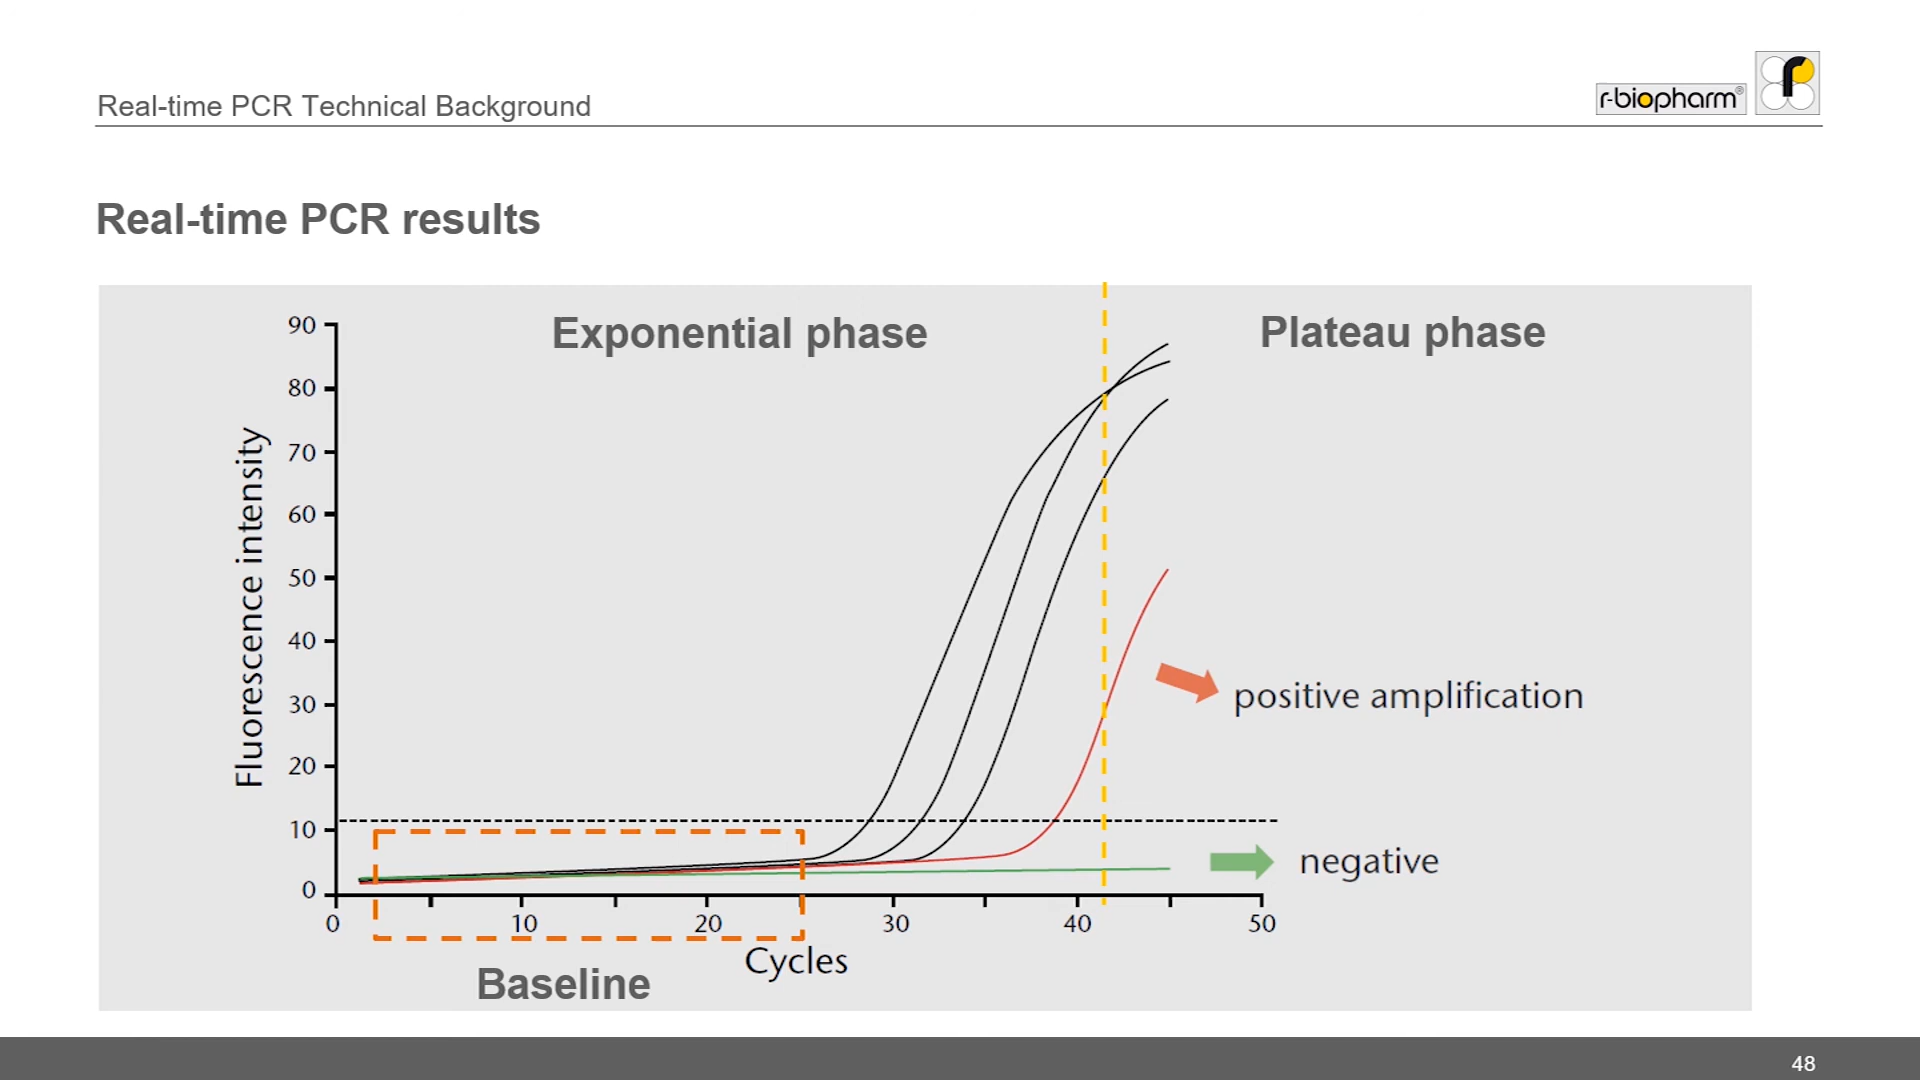 Real-time PCR Technical Background
r-biopharm®
r
Real-time PCR results
Exponential phase
Plateau phase
90
80
70
60
50
40
30
20
10
0
Fluorescence intensity
positive amplification
negative
0 10 20 30 40 50
Cycles
Baseline
48